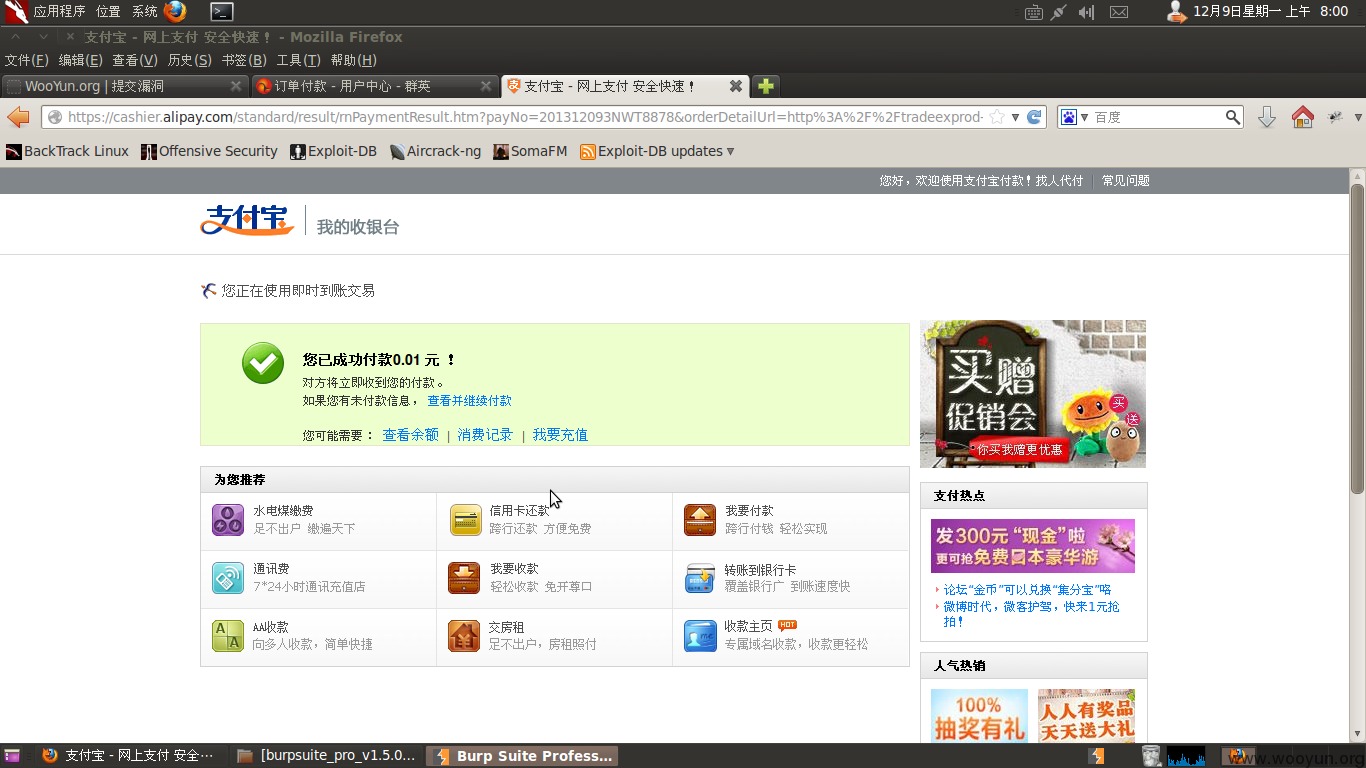 应用程序 位置 系统 12月9日星期一 上午 8:00
支付宝 - 网上支付 安全快速！ - Mozilla Firefox
文件(F) 编辑(E) 查看(V) 历史(S) 书签(B) 工具(T) 帮助(H)
WooYun.org | 提交漏洞 订单付款 - 用户中心 - 群英 支付宝 - 网上支付 安全快速！
https://cashier.alipay.com/standard/result/rnPaymentResult.htm?payNo=201312093NWT8878&orderDetailUrl=http%3A%2F%2Ftradeexprod- 百度
BackTrack Linux Offensive Security Exploit-DB Aircrack-ng SomaFM Exploit-DB updates
您好，欢迎使用支付宝付款！找人代付 常见问题
支付宝 我的收银台
您正在使用即时到账交易
您已成功付款0.01 元 ！
对方将立即收到您的付款。
如果您有未付款信息， 查看并继续付款
您可能需要： 查看余额 | 消费记录 | 我要充值
买赠
促销会
买
送
你买我赠更优惠
为您推荐
水电煤缴费
足不出户 缴遍天下
信用卡还款
跨行还款 方便免费
我要付款
跨行付钱 轻松实现
通讯费
7*24小时通讯充值店
我要收款
轻松收款 免开尊口
转账到银行卡
覆盖银行广 到账速度快
AA收款
向多人收款，简单快捷
交房租
足不出户，房租照付
收款主页 HOT
专属域名收款，收款更轻松
支付热点
发300元“现金”啦
更可抢免费日本豪华游
论坛“金币”可以兑换“集分宝”咯
微博时代，微客护驾，快来1元抢
拍！
人气热销
100%
抽奖有礼
人人有奖品
天天送大礼
支付宝 - 网上支付 安全··· [burpsuite_pro_v1.5.0... Burp Suite Profess...
www.wooyun.org